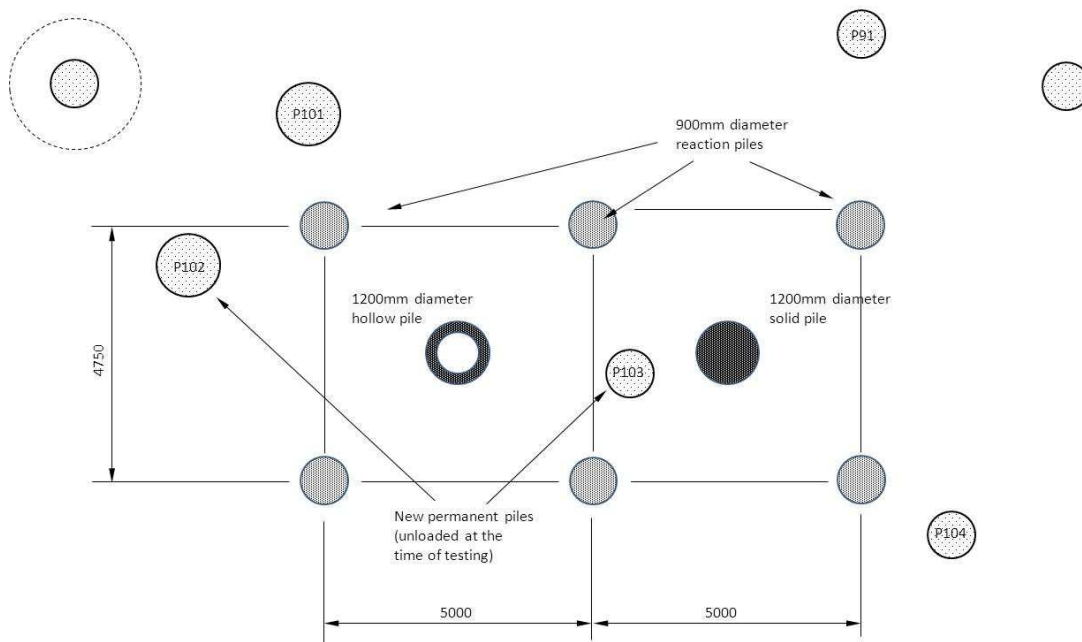 P91
P101
900mm diameter
reaction piles
P102
1200mm diameter
hollow pile
1200mm diameter
solid pile
4750
P103
New permanent piles
(unloaded at the
time of testing)
P104
5000
5000